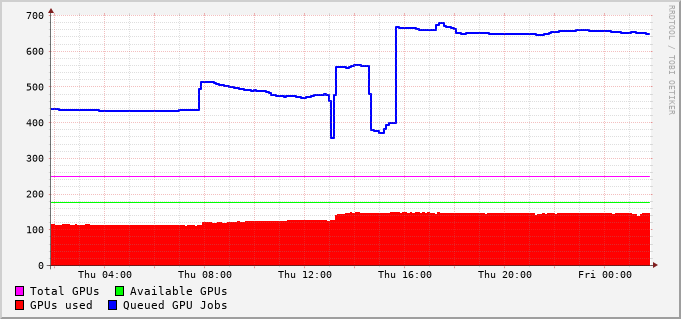 RRDTOOL / TOBI OETIKER
700
600
500
400
300
200
100
0
Thu 04:00 Thu 08:00 Thu 12:00 Thu 16:00 Thu 20:00 Fri 00:00
Total GPUs Available GPUs
GPUs used Queued GPU Jobs